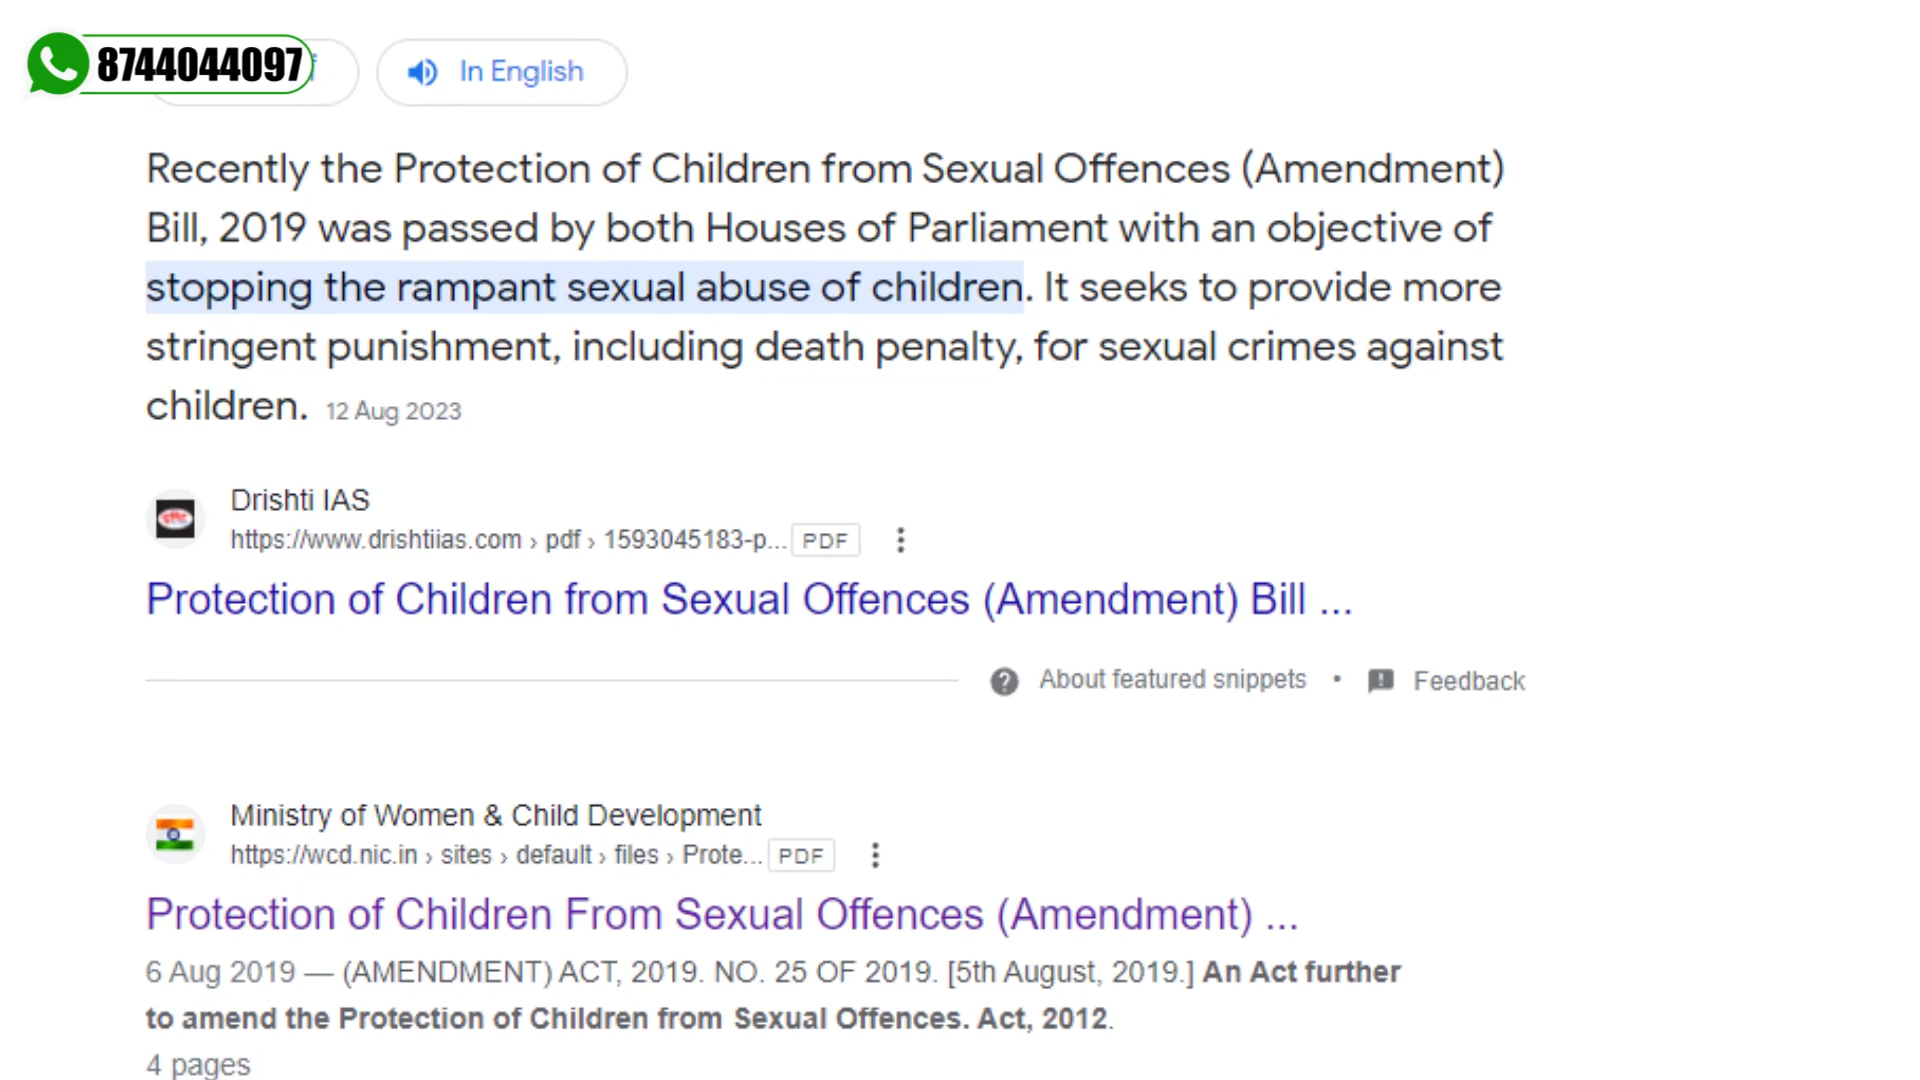 8744044097
In English
Recently the Protection of Children from Sexual Offences (Amendment)
Bill, 2019 was passed by both Houses of Parliament with an objective of
stopping the rampant sexual abuse of children. It seeks to provide more
stringent punishment, including death penalty, for sexual crimes against
children. 12 Aug 2023
Drishti IAS
https://www.drishtiias.com › pdf › 1593045183-p... PDF
Protection of Children from Sexual Offences (Amendment) Bill ...
About featured snippets • Feedback
Ministry of Women & Child Development
https://wcd.nic.in › sites › default › files › Prote... PDF
Protection of Children From Sexual Offences (Amendment) ...
6 Aug 2019 — (AMENDMENT) ACT, 2019. NO. 25 OF 2019. [5th August, 2019.] An Act further
to amend the Protection of Children from Sexual Offences. Act, 2012.
4 pages